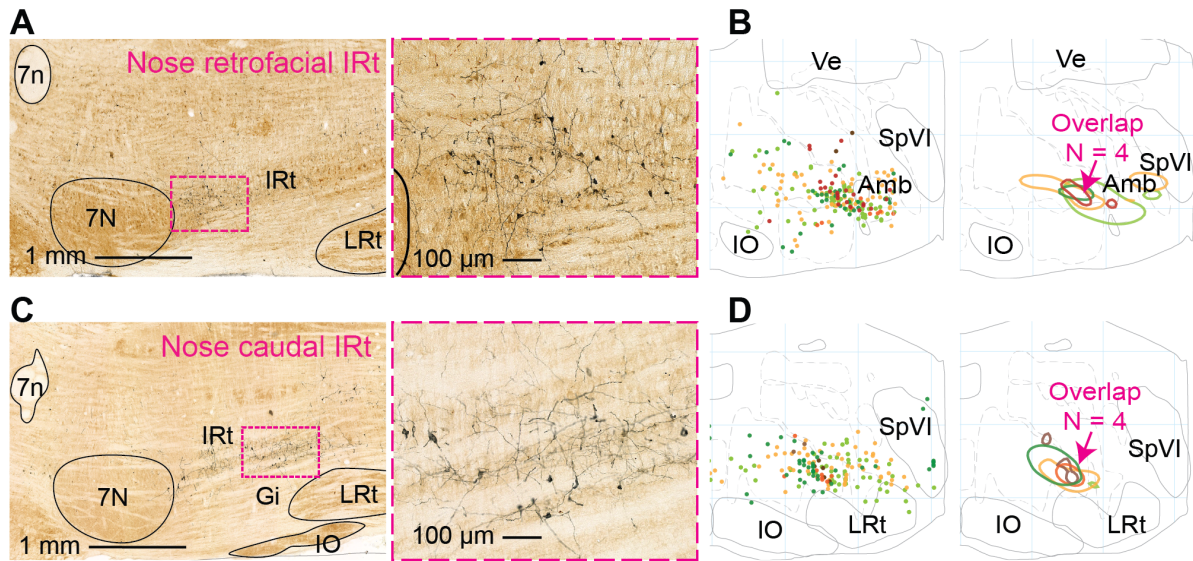 A
Nose retrofacial IRt
7n
IRt
7N
LRt
1 mm
100 µm
B
Ve
SpVI
Amb
IO
Ve
Overlap
N = 4
SpVI
Amb
IO
C
Nose caudal IRt
7n
IRt
7N
Gi
LRt
IO
1 mm
100 µm
D
SpVI
LRt
IO
Overlap
N = 4
SpVI
LRt
IO